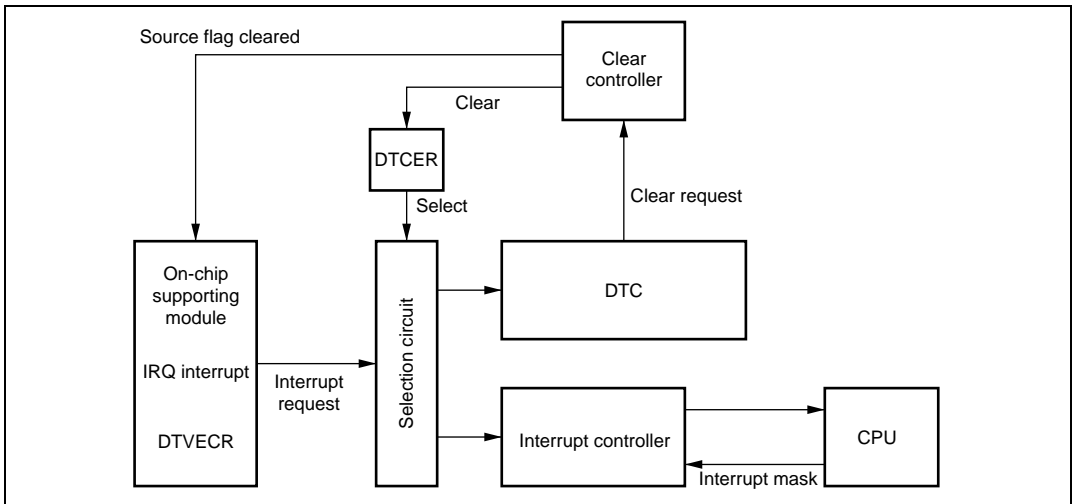 Source flag cleared
Clear
controller
Clear
DTCER
Clear request
Select
On-chip
supporting
module
IRQ interrupt
DTVECR
Interrupt
request
Selection circuit
DTC
Interrupt controller
CPU
Interrupt mask